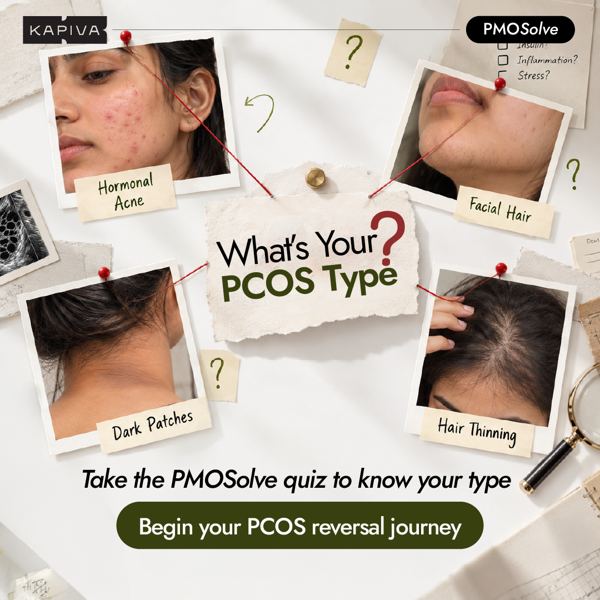 KAPIVA
PMOSolve
Insulin?
Inflammation?
Stress?
?
?
Hormonal
Acne
Facial Hair
What's Your?
PCOS Type
?
Dark Patches
Hair Thinning
Take the PMOSolve quiz to know your type
Begin your PCOS reversal journey